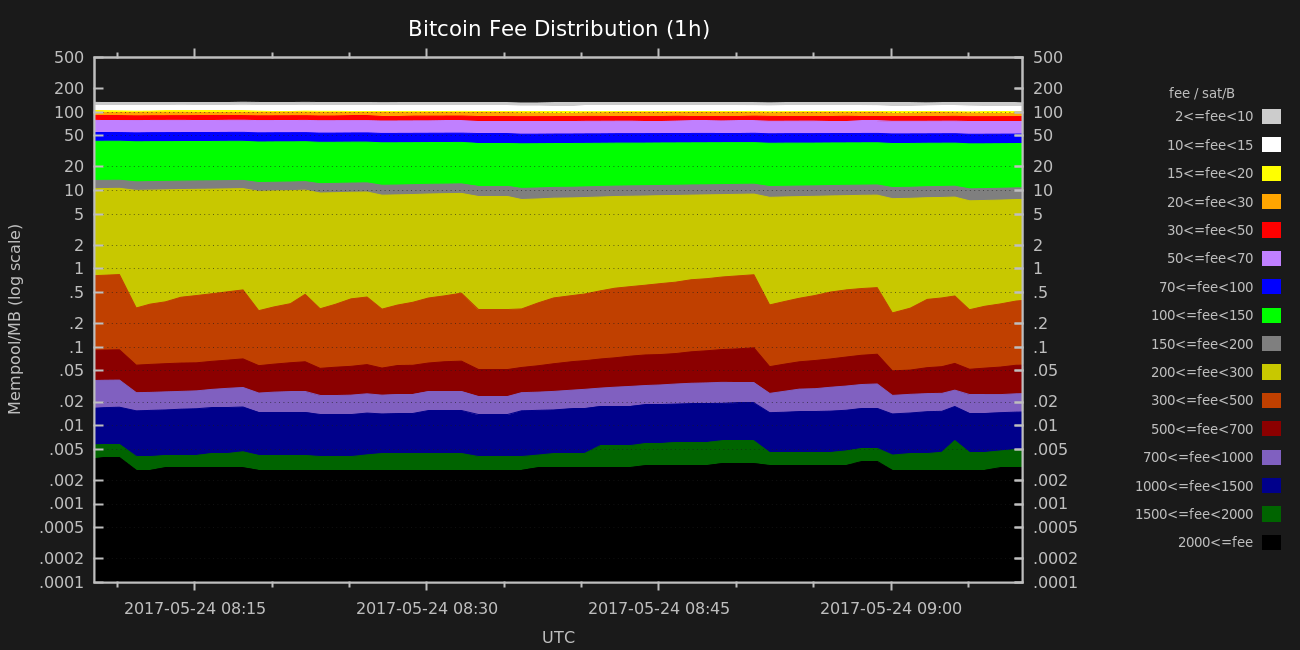 Bitcoin Fee Distribution (1h)
500 500
200 200
100 100
50 50
20 20
10 10
5 5
2 2
1 1
.5 .5
.2 .2
.1 .1
.05 .05
.02 .02
.01 .01
.005 .005
.002 .002
.001 .001
.0005 .0005
.0002 .0002
.0001 .0001
Mempool/MB (log scale)
2017-05-24 08:15 2017-05-24 08:30 2017-05-24 08:45 2017-05-24 09:00
UTC
fee / sat/B
2<=fee<10
10<=fee<15
15<=fee<20
20<=fee<30
30<=fee<50
50<=fee<70
70<=fee<100
100<=fee<150
150<=fee<200
200<=fee<300
300<=fee<500
500<=fee<700
700<=fee<1000
1000<=fee<1500
1500<=fee<2000
2000<=fee